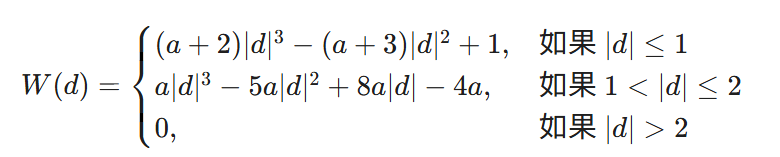 W(d) = { (a + 2)|d|³ − (a + 3)|d|² + 1, 如果 |d| ≤ 1
a|d|³ − 5a|d|² + 8a|d| − 4a, 如果 1 < |d| ≤ 2
0, 如果 |d| > 2